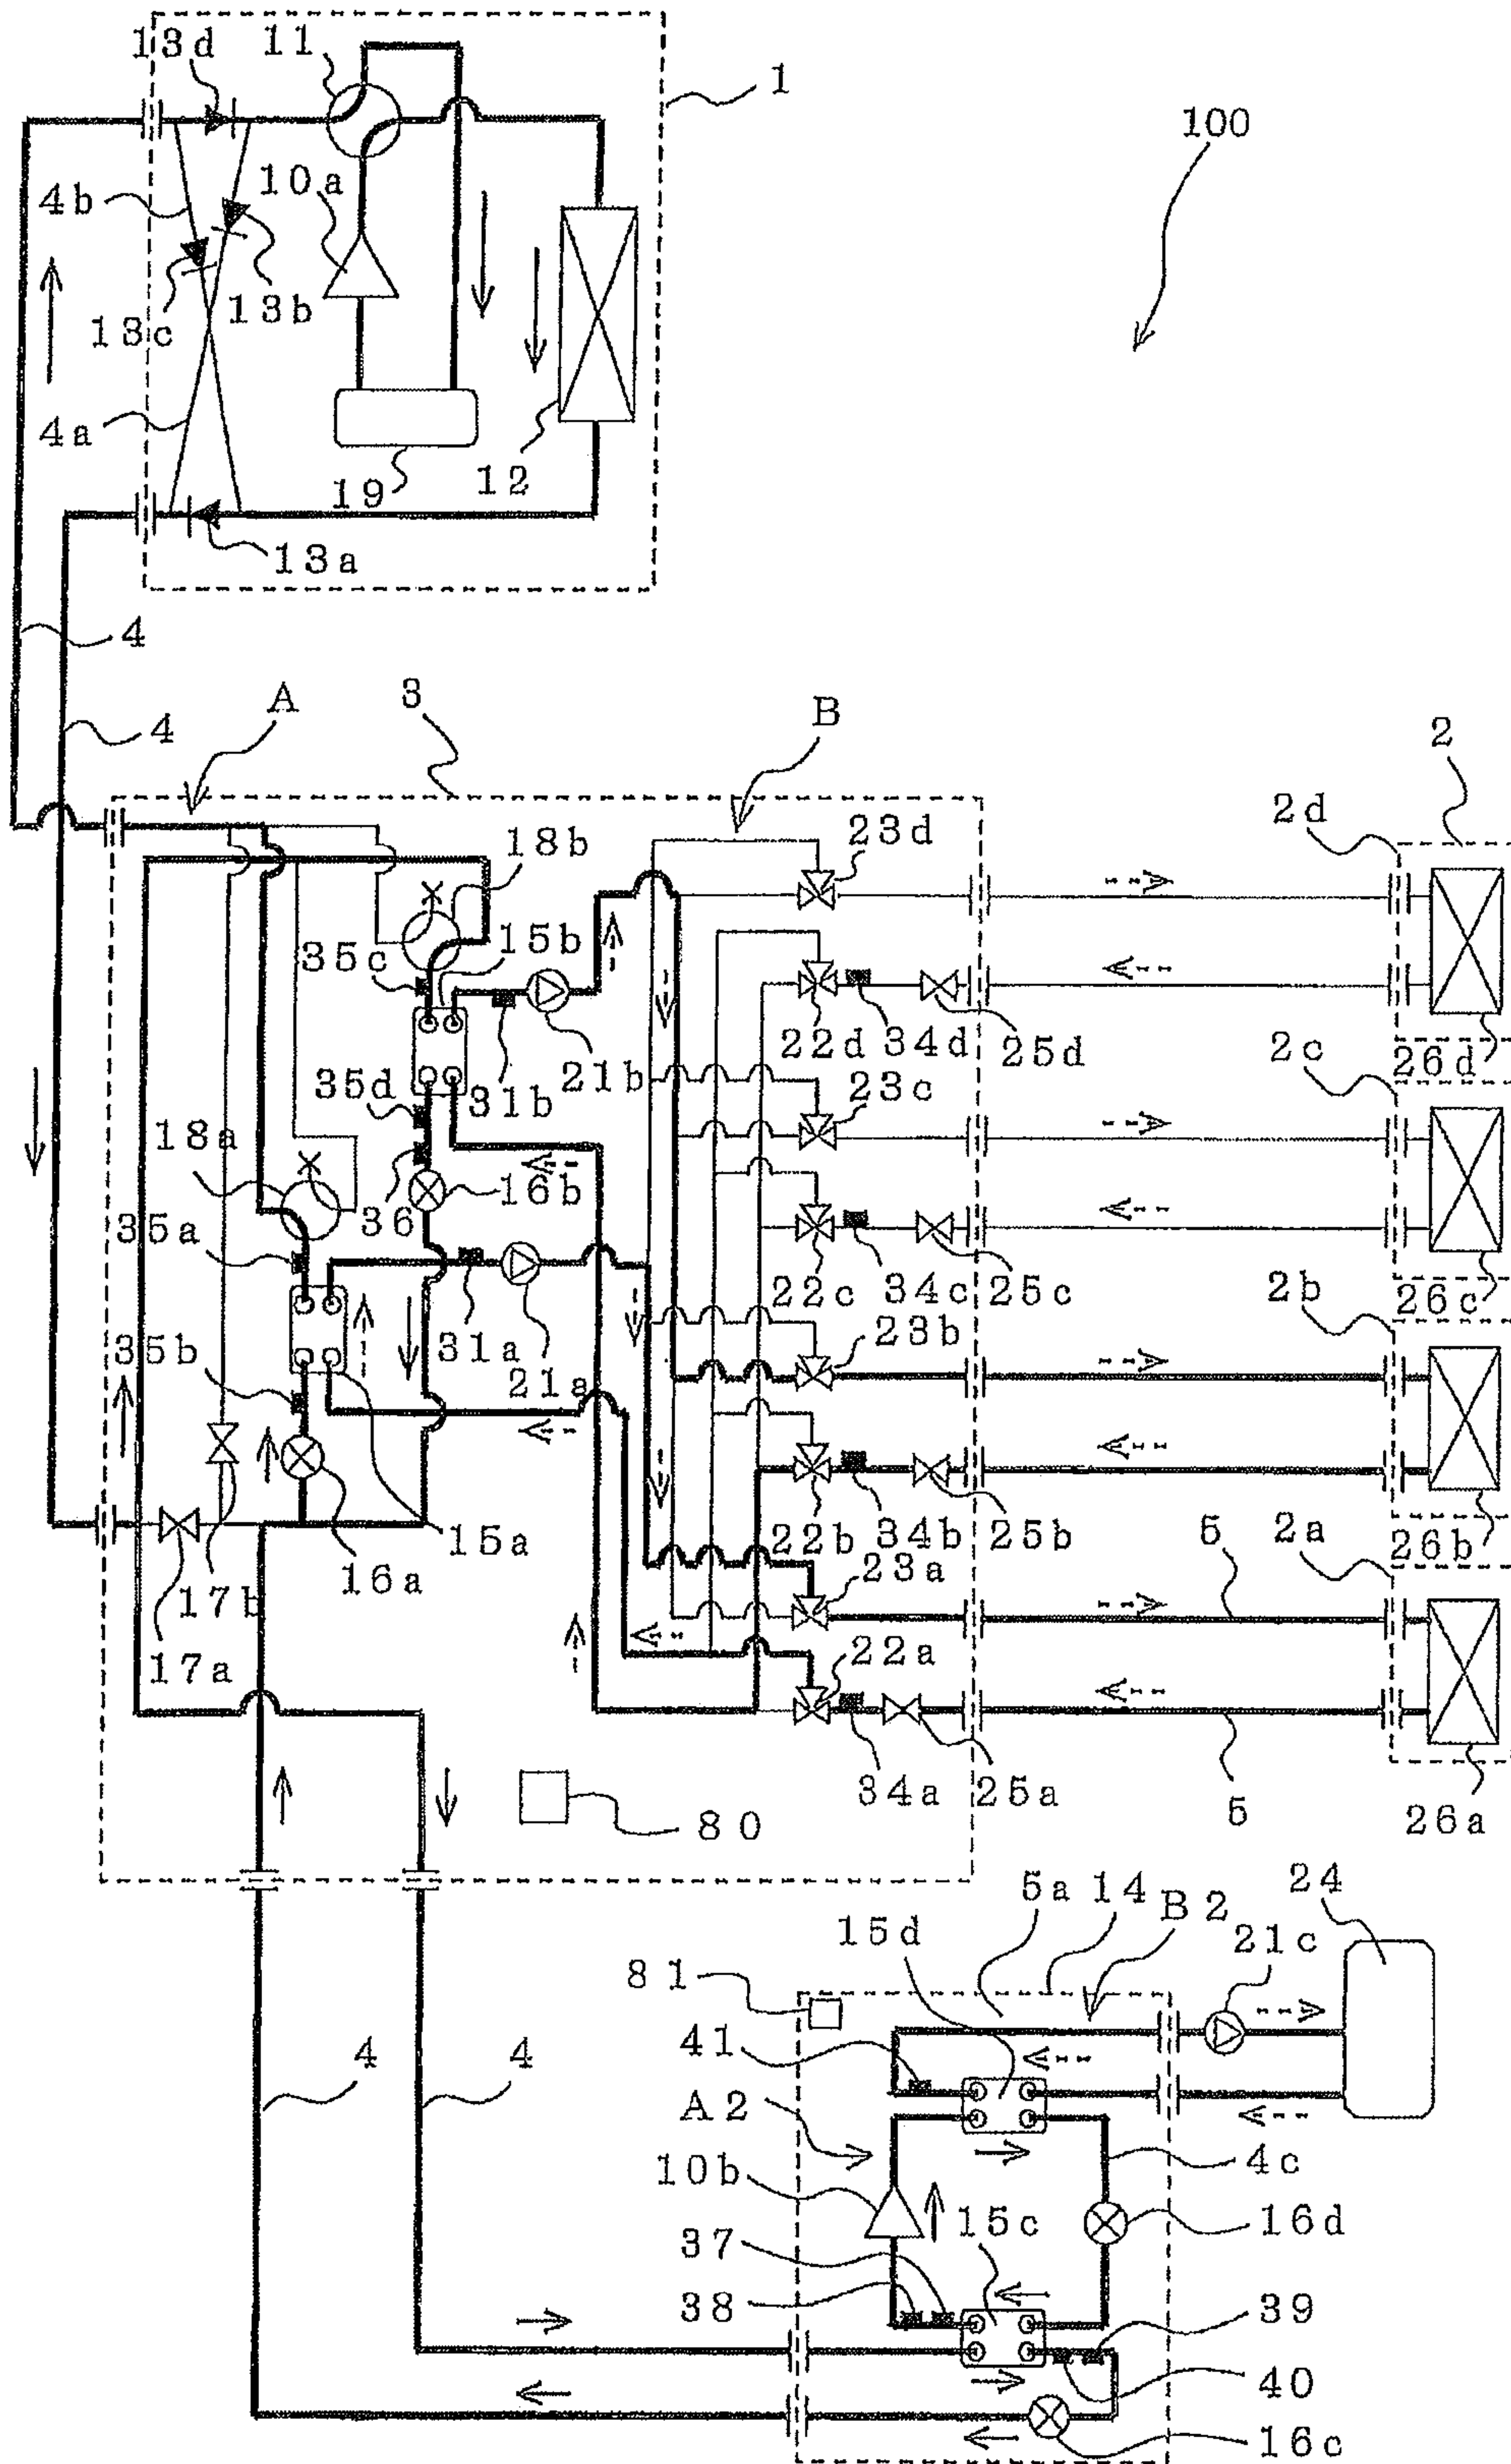 13d 11
1
100
4b 10a
13c 13b
4a
19 12
13a
4
4
A 3 B
2
2d
18b 23d
35c 15b
22d 34d 25d
2c 26d
35d 31b 21b
23c
18a
36 16b
35a
22c 34c 25c
2b 26c
35b 31a 21a
23b
22b 34b 25b
2a 26b
15a
16a
17b
17a
23a
5
22a
34a 25a
5
26a
80
5a 14 B2 24
15d 21c
81
41
4 4
A2
10b 4c
15c 16d
37
38 39
40
16c